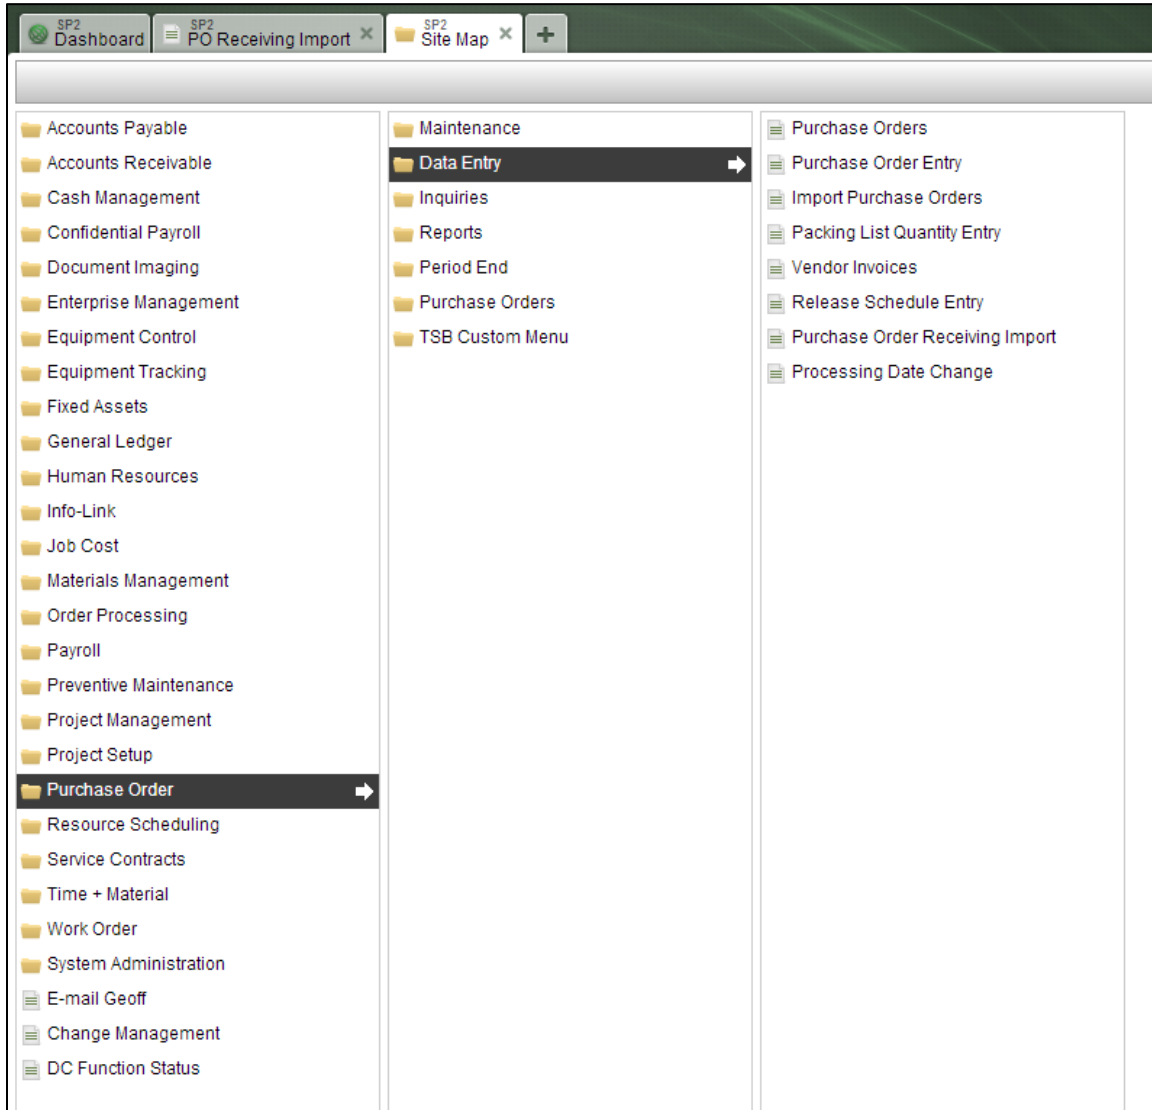 SP2
Dashboard
SP2
PO Receiving Import
SP2
Site Map
Accounts Payable
Accounts Receivable
Cash Management
Confidential Payroll
Document Imaging
Enterprise Management
Equipment Control
Equipment Tracking
Fixed Assets
General Ledger
Human Resources
Info-Link
Job Cost
Materials Management
Order Processing
Payroll
Preventive Maintenance
Project Management
Project Setup
Purchase Order
Resource Scheduling
Service Contracts
Time + Material
Work Order
System Administration
E-mail Geoff
Change Management
DC Function Status
Maintenance
Data Entry
Inquiries
Reports
Period End
Purchase Orders
TSB Custom Menu
Purchase Orders
Purchase Order Entry
Import Purchase Orders
Packing List Quantity Entry
Vendor Invoices
Release Schedule Entry
Purchase Order Receiving Import
Processing Date Change